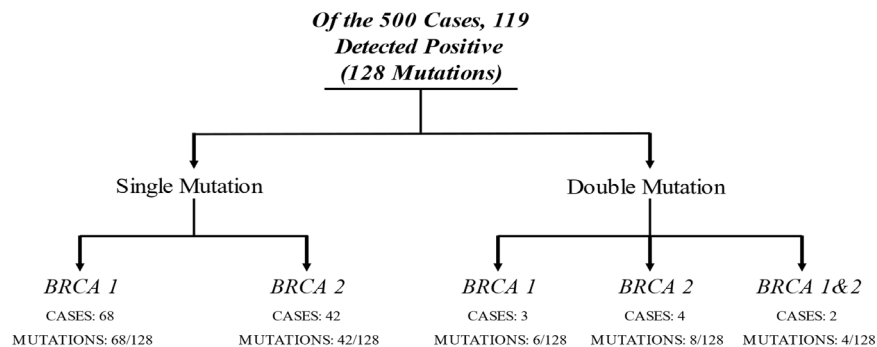 Of the 500 Cases, 119
Detected Positive
(128 Mutations)
Single Mutation
Double Mutation
BRCA 1
CASES: 68
MUTATIONS: 68/128
BRCA 2
CASES: 42
MUTATIONS: 42/128
BRCA 1
CASES: 3
MUTATIONS: 6/128
BRCA 2
CASES: 4
MUTATIONS: 8/128
BRCA 1&2
CASES: 2
MUTATIONS: 4/128